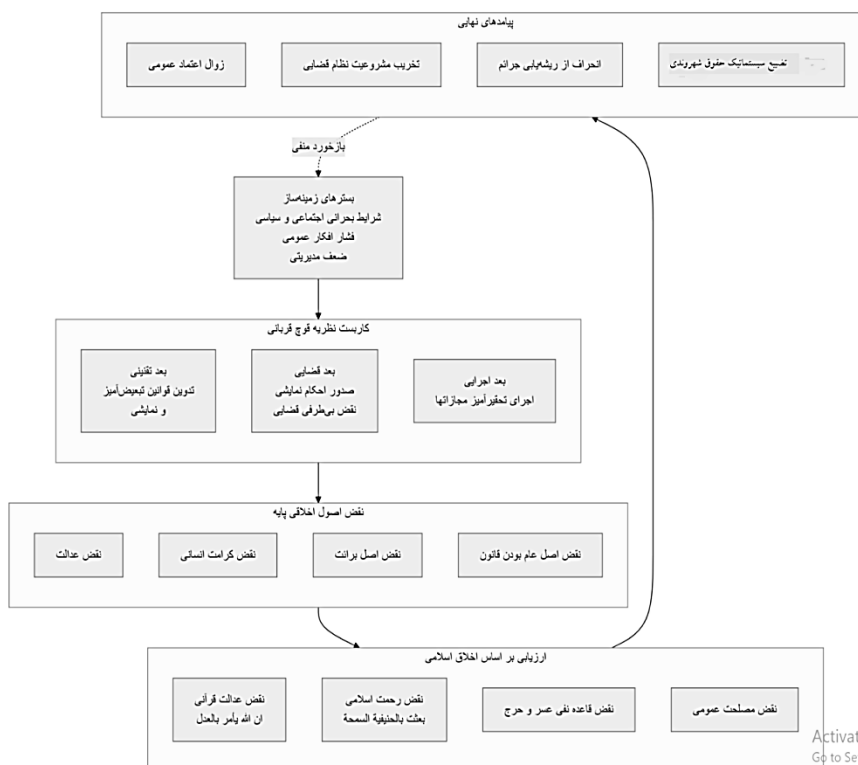 پیامدهای نهایی
تضییع سیستماتیک حقوق شهروندی
انحراف از ریشه‌یابی جرائم
تخریب مشروعیت نظام قضایی
زوال اعتماد عمومی
بازخورد منفی
بسترهای زمینه‌ساز
شرایط بحرانی اجتماعی و سیاسی
فشار افکار عمومی
ضعف مدیریتی
کاربست نظریه قوچ قربانی
بعد اجرایی
اجرای تحقیرآمیز مجازاتها
بعد قضایی
صدور احکام نمایشی
نقض بی‌طرفی قضایی
بعد تقنینی
تدوین قوانین تبعیض‌آمیز
و نمایشی
نقض اصول اخلاقی پایه
نقض اصل عام بودن قانون
نقض اصل برائت
نقض کرامت انسانی
نقض عدالت
ارزیابی بر اساس اخلاق اسلامی
نقض مصلحت عمومی
نقض قاعده نفی عسر و حرج
نقض رحمت اسلامی
بعثت بالحنیفیة السمحة
نقض عدالت قرآنی
ان الله یأمر بالعدل
Activat
Go to Se